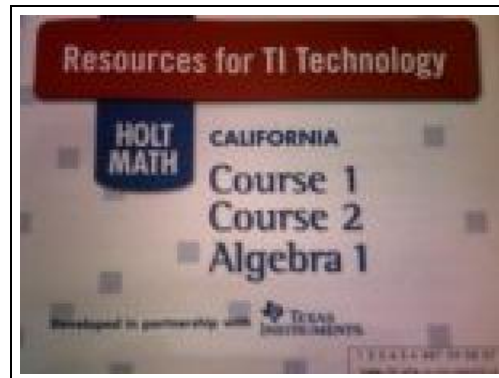 Resources for TI Technology
HOLT
MATH
CALIFORNIA
Course 1
Course 2
Algebra 1
Developed in partnership with
TEXAS
INSTRUMENTS